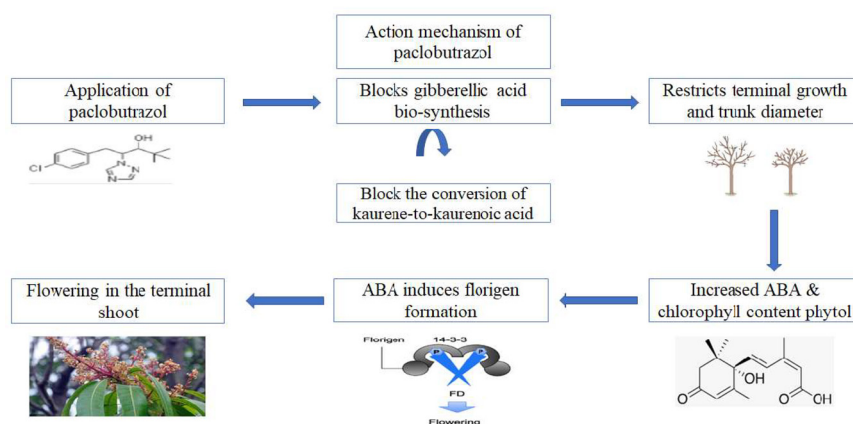 Action mechanism of
paclobutrazol
Application of
paclobutrazol
Blocks gibberellic acid
bio-synthesis
Restricts terminal growth
and trunk diameter
OH
Cl
N
N
N
Block the conversion of
kaurene-to-kaurenoic acid
Flowering in the terminal
shoot
ABA induces florigen
formation
Increased ABA &
chlorophyll content phytol
Florigen
14-3-3
P
P
FD
Flowering
OH
O
O
OH